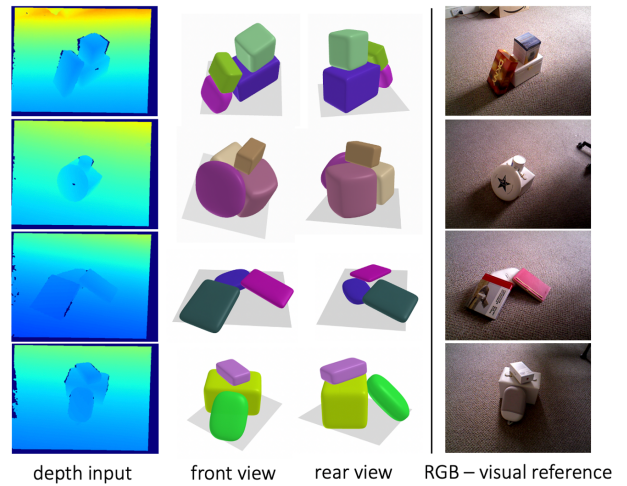 depth input
front view
rear view
RGB – visual reference